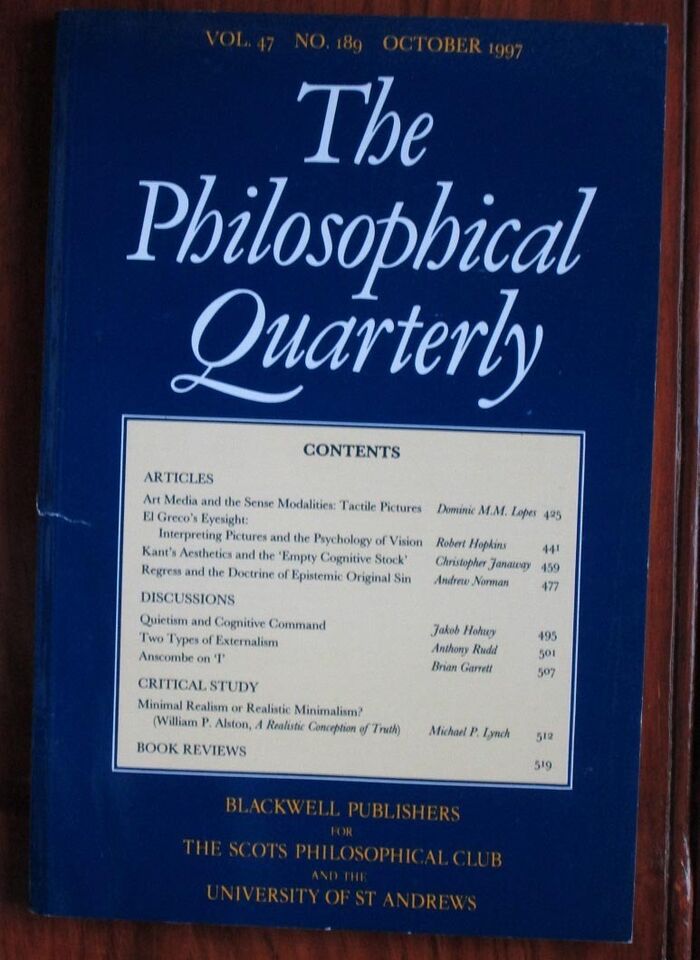 VOL. 47 NO. 189 OCTOBER 1997
The
Philosophical
Quarterly
CONTENTS
ARTICLES
Art Media and the Sense Modalities: Tactile Pictures Dominic M.M. Lopes 425
El Greco's Eyesight:
Interpreting Pictures and the Psychology of Vision Robert Hopkins 441
Kant's Aesthetics and the 'Empty Cognitive Stock' Christopher Janaway 459
Regress and the Doctrine of Epistemic Original Sin Andrew Norman 477
DISCUSSIONS
Quietism and Cognitive Command Jakob Hohwy 495
Two Types of Externalism Anthony Rudd 501
Anscombe on 'I' Brian Garrett 507
CRITICAL STUDY
Minimal Realism or Realistic Minimalism?
(William P. Alston, A Realistic Conception of Truth) Michael P. Lynch 512
BOOK REVIEWS 519
BLACKWELL PUBLISHERS
FOR
THE SCOTS PHILOSOPHICAL CLUB
AND THE
UNIVERSITY OF ST ANDREWS